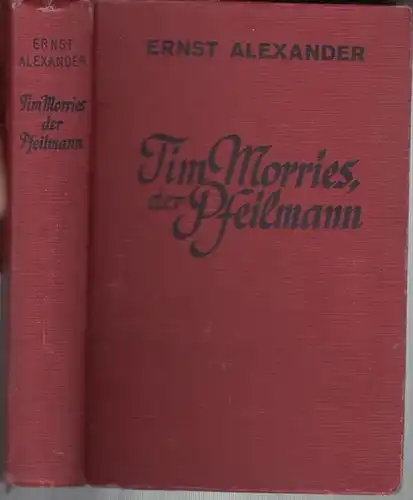 ERNST
ALEXANDER
Tim Morries
der
Pfeilmann
ERNST ALEXANDER
Tim Morries,
der Pfeilmann